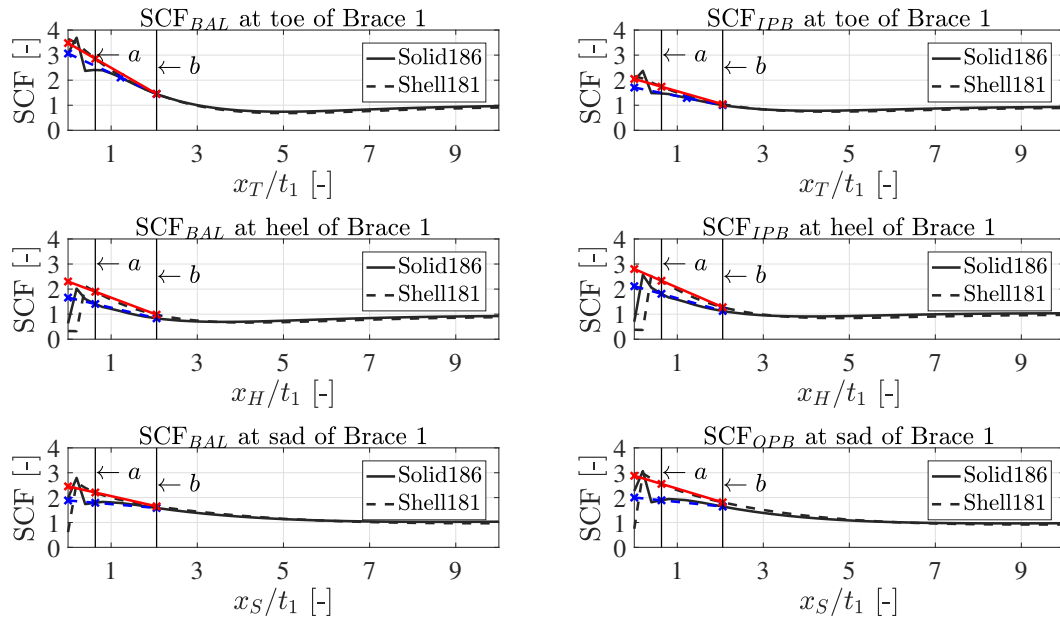 SCF_{BAL} at toe of Brace 1
SCF [-]
4
3
2
1
0
← a
← b
Solid186
Shell181
1 3 5 7 9
x_T/t_1 [-]
SCF_{IPB} at toe of Brace 1
SCF [-]
4
3
2
1
0
← a
← b
Solid186
Shell181
1 3 5 7 9
x_T/t_1 [-]
SCF_{BAL} at heel of Brace 1
SCF [-]
4
3
2
1
0
← a
← b
Solid186
Shell181
1 3 5 7 9
x_H/t_1 [-]
SCF_{IPB} at heel of Brace 1
SCF [-]
4
3
2
1
0
← a
← b
Solid186
Shell181
1 3 5 7 9
x_H/t_1 [-]
SCF_{BAL} at sad of Brace 1
SCF [-]
4
3
2
1
0
← a
← b
Solid186
Shell181
1 3 5 7 9
x_S/t_1 [-]
SCF_{OPB} at sad of Brace 1
SCF [-]
4
3
2
1
0
← a
← b
Solid186
Shell181
1 3 5 7 9
x_S/t_1 [-]